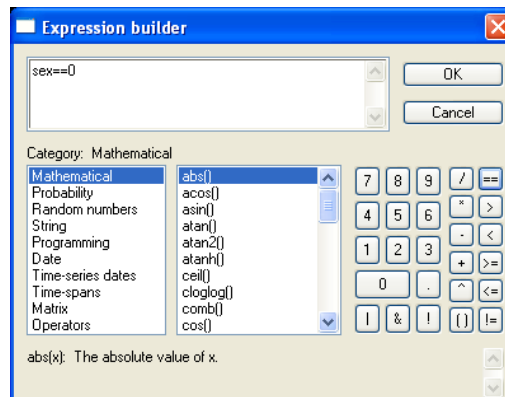 Expression builder
sex==0
OK
Cancel
Category: Mathematical
Mathematical
Probability
Random numbers
String
Programming
Date
Time-series dates
Time-spans
Matrix
Operators
abs()
acos()
asin()
atan()
atan2()
atanh()
ceil()
cloglog()
comb()
cos()
7 8 9 / ==
4 5 6 * >
1 2 3 - <
+ >=
0 . ^ <=
| & ! () !=
abs(x): The absolute value of x.